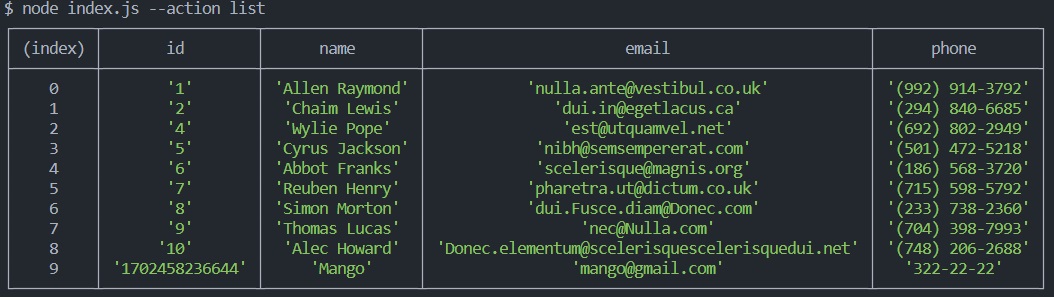 $ node index.js --action list
(index) id name email phone
0 '1' 'Allen Raymond' 'nulla.ante@vestibul.co.uk' '(992) 914-3792'
1 '2' 'Chaim Lewis' 'dui.in@egetlacus.ca' '(294) 840-6685'
2 '4' 'Wylie Pope' 'est@utquamvel.net' '(692) 802-2949'
3 '5' 'Cyrus Jackson' 'nibh@semsempererat.com' '(501) 472-5218'
4 '6' 'Abbot Franks' 'scelerisque@magnis.org' '(186) 568-3720'
5 '7' 'Reuben Henry' 'pharetra.ut@dictum.co.uk' '(715) 598-5792'
6 '8' 'Simon Morton' 'dui.Fusce.diam@Donec.com' '(233) 738-2360'
7 '9' 'Thomas Lucas' 'nec@Nulla.com' '(704) 398-7993'
8 '10' 'Alec Howard' 'Donec.elementum@scelerisquescelerisquedui.net' '(748) 206-2688'
9 '1702458236644' 'Mango' 'mango@gmail.com' '322-22-22'